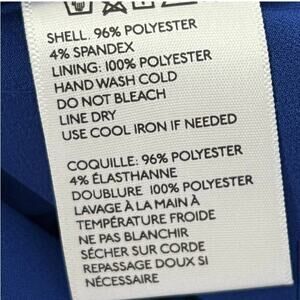 SHELL: 96% POLYESTER
4% SPANDEX
LINING: 100% POLYESTER
HAND WASH COLD
DO NOT BLEACH
LINE DRY
USE COOL IRON IF NEEDED
COQUILLE: 96% POLYESTER
4% ÉLASTHANNE
DOUBLURE 100% POLYESTER
LAVAGE À LA MAIN À
TEMPÉRATURE FROIDE
NE PAS BLANCHIR
SÉCHER SUR CORDE
REPASSAGE DOUX SI
NÉCESSAIRE